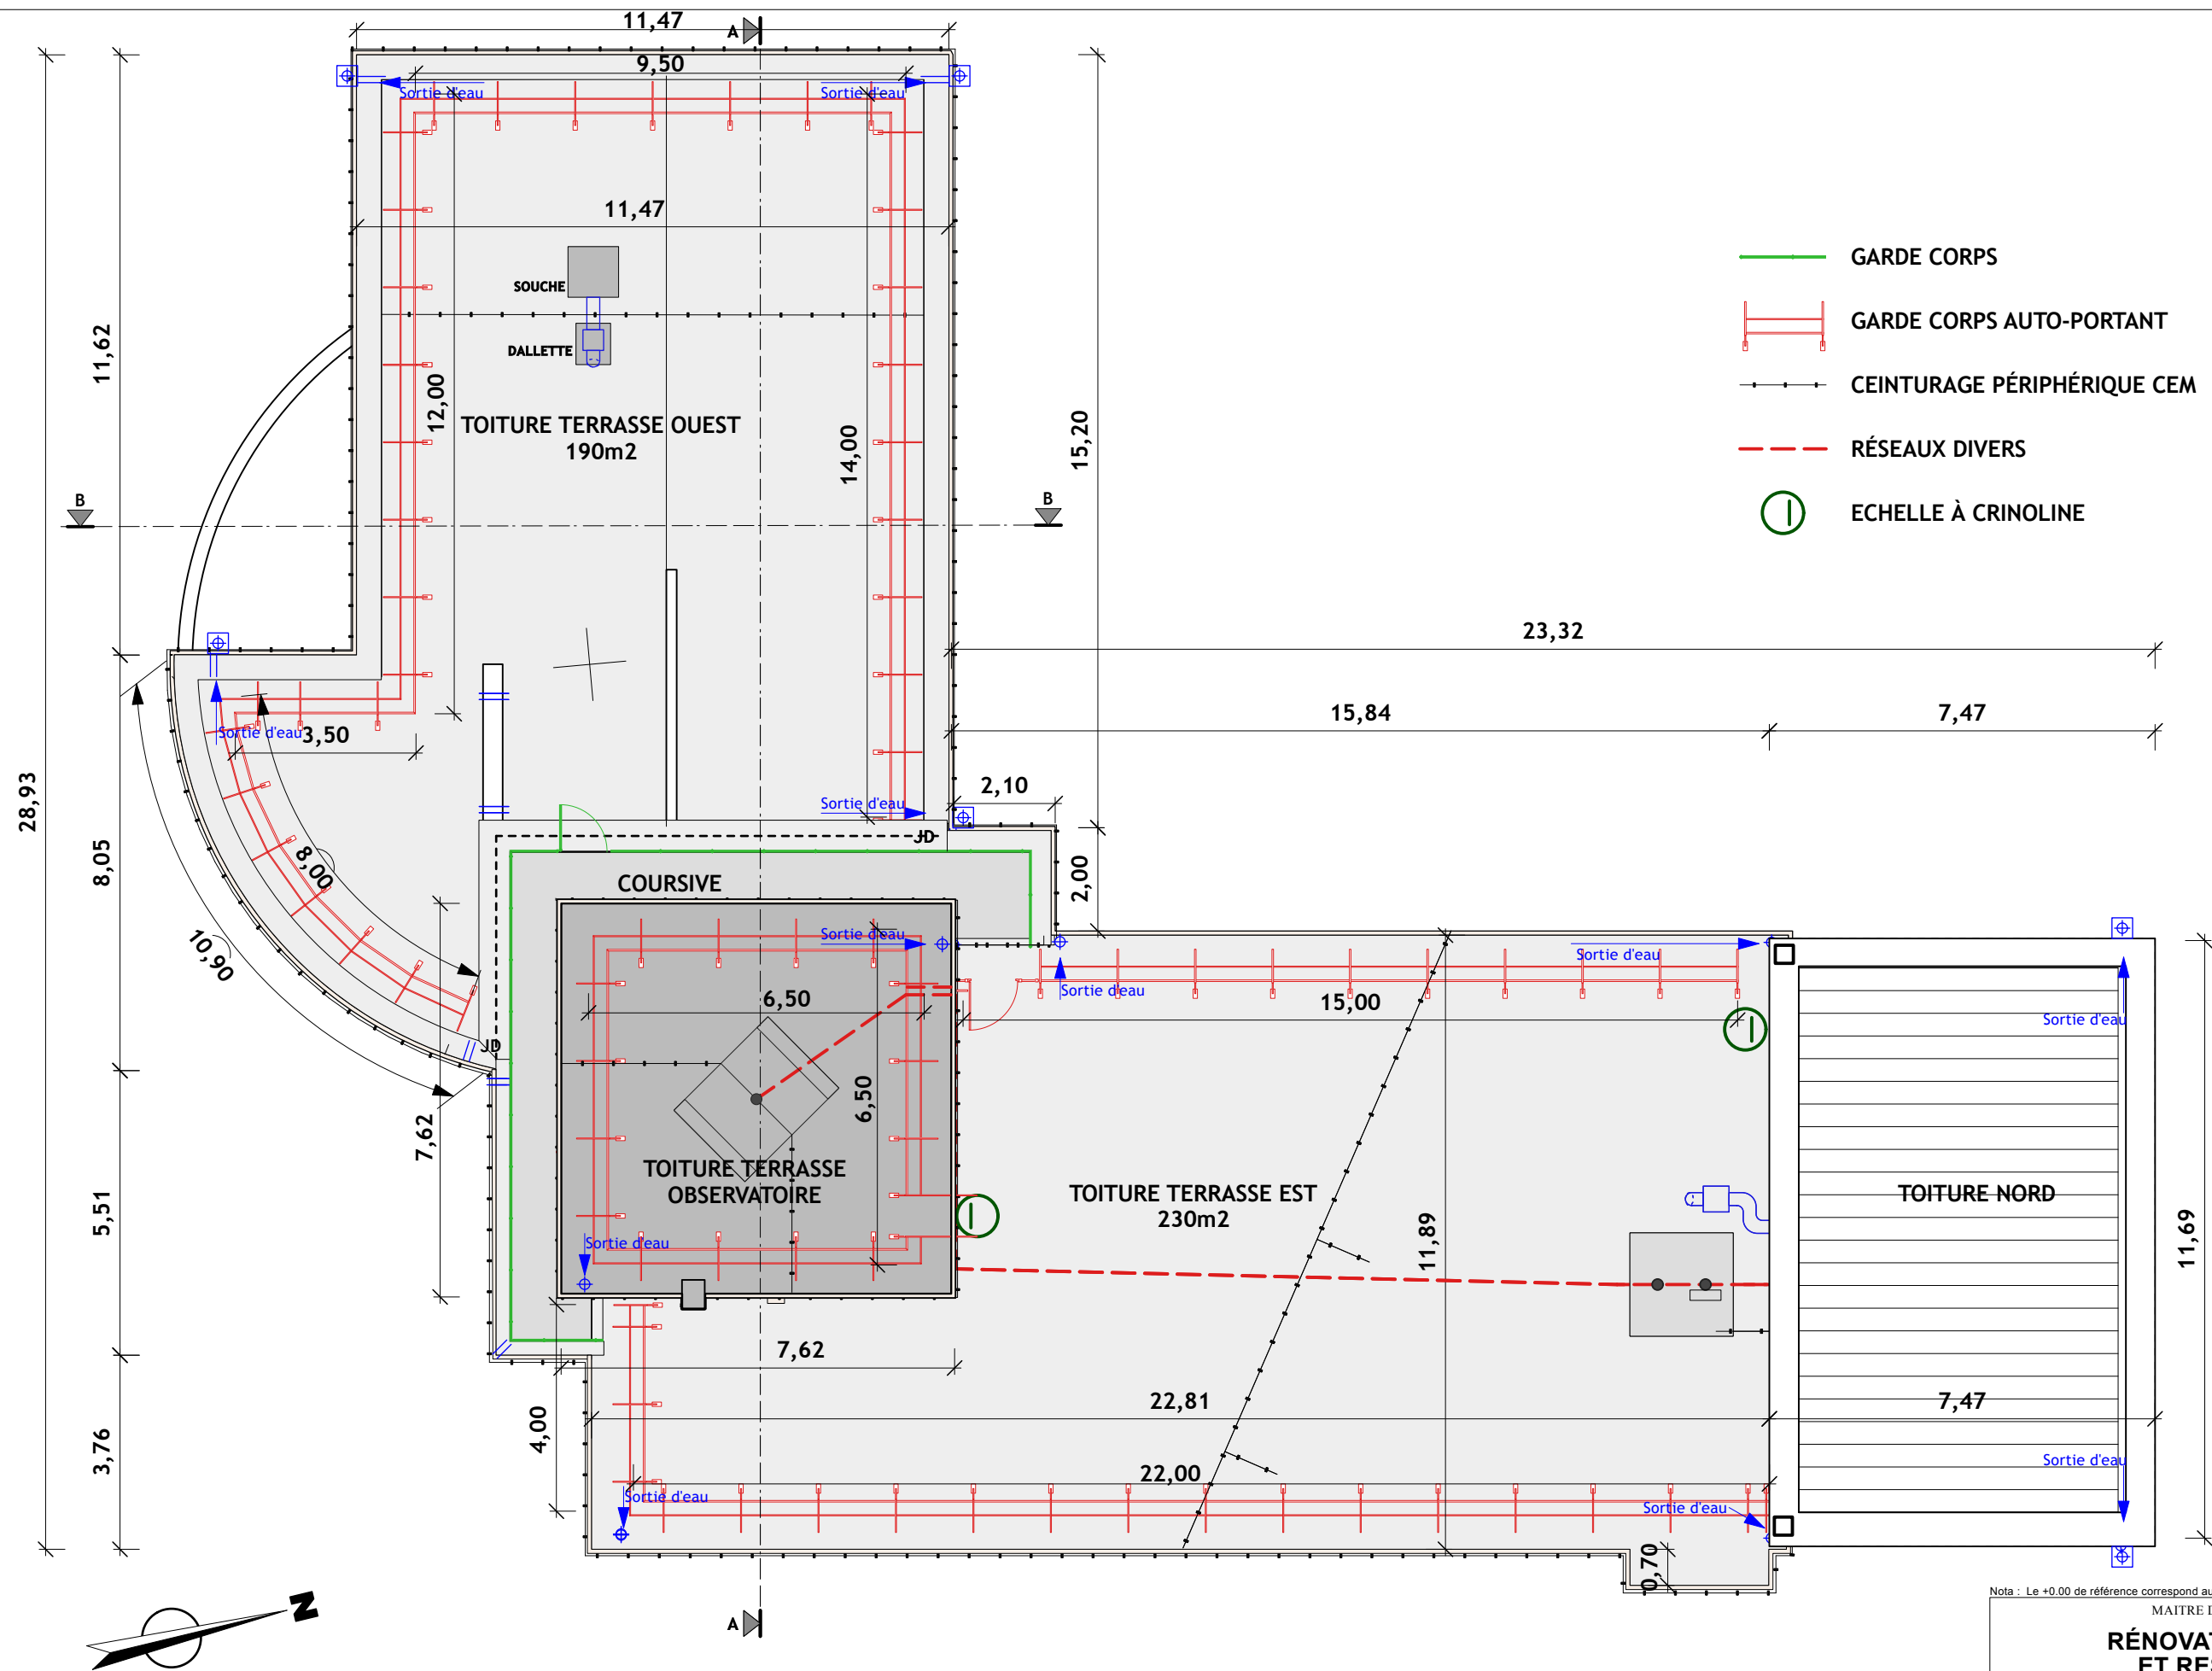 11,47
A
9,50
Sortie d'eau
Sortie d'eau
11,47
SOUCHE
DALLETTE
11,62
12,00
TOITURE TERRASSE OUEST
190m2
14,00
15,20
GARDE CORPS
GARDE CORPS AUTO-PORTANT
CEINTURAGE PÉRIPHÉRIQUE CEM
RÉSEAUX DIVERS
ECHELLE À CRINOLINE
B
B
23,32
15,84
7,47
Sortie d'eau
3,50
28,93
2,10
Sortie d'eau
JD
8,05
8,00
COURSIVE
2,00
10,90
Sortie d'eau
Sortie d'eau
Sortie d'eau
6,50
15,00
Sortie d'eau
JD
7,62
6,50
TOITURE TERRASSE
OBSERVATOIRE
TOITURE TERRASSE EST
230m2
TOITURE NORD
5,51
11,89
11,69
Sortie d'eau
7,62
22,81
7,47
4,00
3,76
22,00
Sortie d'eau
Sortie d'eau
Sortie d'eau
0,70
A
N
Nota : Le +0.00 de référence correspond au
MAITRE D
RÉNOVAT
ET RES